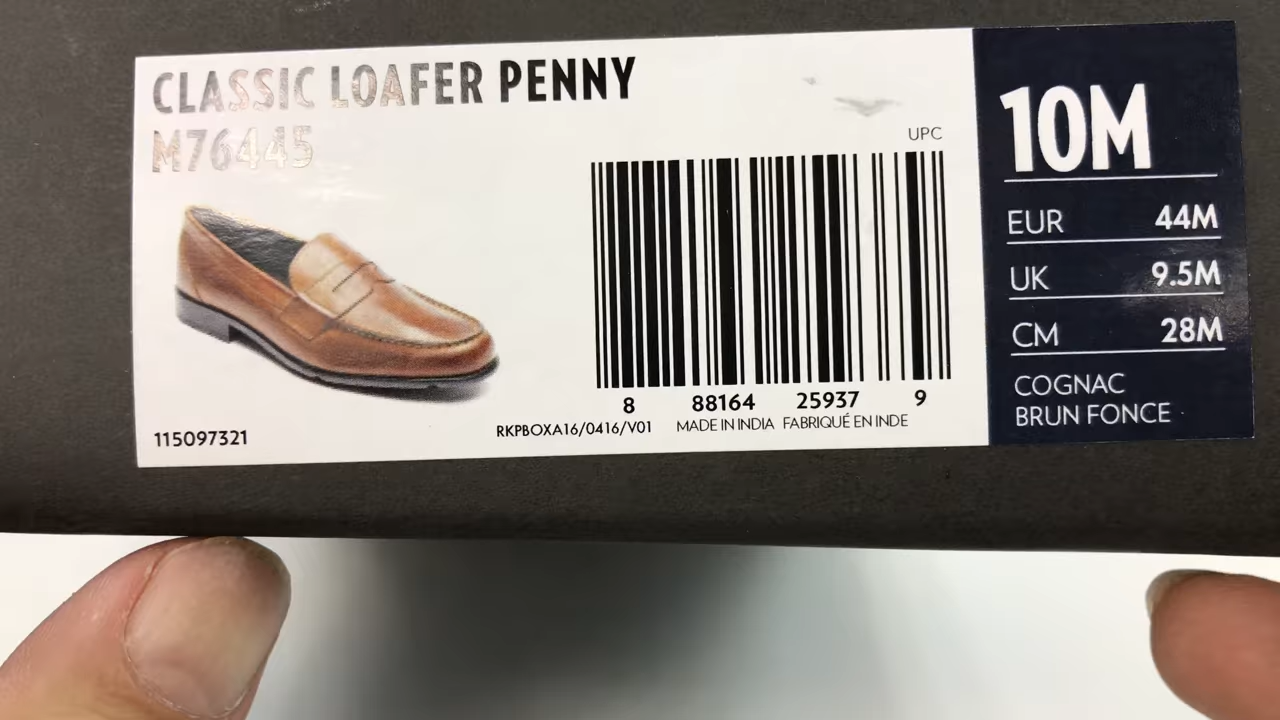 CLASSIC LOAFER PENNY
M76445
UPC
8 88164 25937 9
115097321
RKPBOXA16/0416/V01 MADE IN INDIA FABRIQUÉ EN INDE
10M
EUR 44M
UK 9.5M
CM 28M
COGNAC
BRUN FONCE